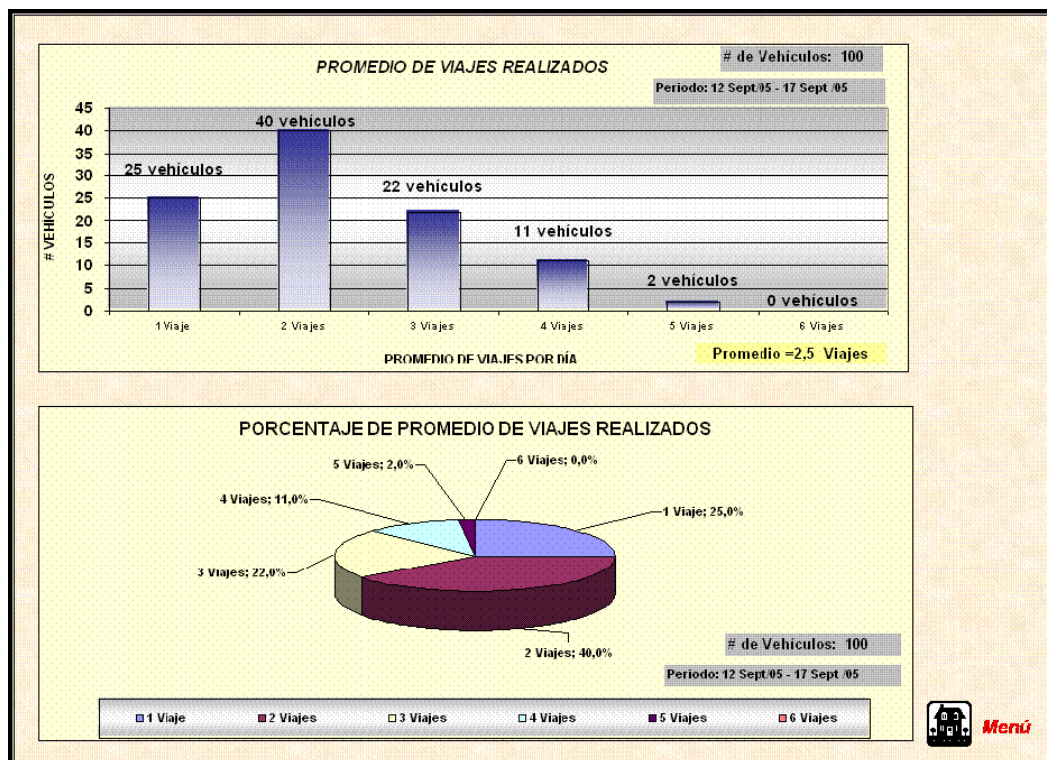 PROMEDIO DE VIAJES REALIZADOS
# de Vehículos: 100
Periodo: 12 Sept/05 - 17 Sept /05
# VEHICULOS
45
40
35
30
25
20
15
10
5
0
25 vehículos
40 vehículos
22 vehículos
11 vehículos
2 vehículos
0 vehículos
1 Viaje
2 Viajes
3 Viajes
4 Viajes
5 Viajes
6 Viajes
PROMEDIO DE VIAJES POR DÍA
Promedio =2,5 Viajes
PORCENTAJE DE PROMEDIO DE VIAJES REALIZADOS
5 Viajes; 2,0%
6 Viajes; 0,0%
4 Viajes; 11,0%
1 Viaje; 25,0%
3 Viajes; 22,0%
2 Viajes; 40,0%
# de Vehículos: 100
Periodo: 12 Sept/05 - 17 Sept /05
1 Viaje
2 Viajes
3 Viajes
4 Viajes
5 Viajes
6 Viajes
Menú